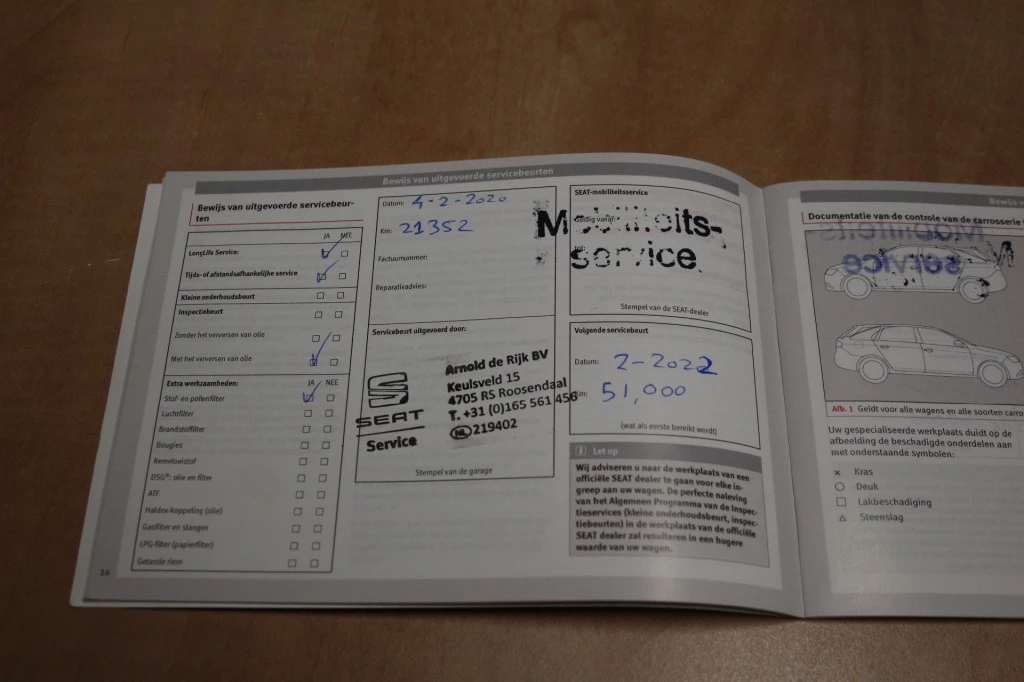 Bewijs van uitgevoerde servicebeurten
Bewijs van uitgevoerde servicebeur-
ten
JA NEE
LongLife Service:
Tijds- of afstandsafhankelijke service
Kleine onderhoudsbeurt
Inspectiebeurt
Zonder het verversen van olie
Met het verversen van olie
Extra werkzaamheden: JA NEE
Stof- en pollenfilter
Luchtfilter
Brandstoffilter
Bougies
Remvloeistof
DSG®: olie en filter
ATF
Haldex-koppeling (olie)
Gasfilter en slangen
LPG-filter (papierfilter)
Getande riem
16
Datum: 4-2-2020
Km: 21352
Factuurnummer:
Reparatieadvies:
Servicebeurt uitgevoerd door:
SEAT
Service
Arnold de Rijk BV
Keulsveld 15
4705 RS Roosendaal
T. +31 (0)165 561 456
NL 219402
Stempel van de garage
SEAT-mobiliteitsservice
Geldig vanaf:
Mobiliteits-
service
Stempel van de SEAT-dealer
Volgende servicebeurt
Datum: 2-2022
Km: 51,000
(wat als eerste bereikt wordt)
Let op
Wij adviseren u naar de werkplaats van een
officiële SEAT dealer te gaan voor elke in-
greep aan uw wagen. De perfecte naleving
van het Algemeen Programma van de Inspec-
tieservices (kleine onderhoudsbeurt, inspec-
tiebeurten) in de werkplaats van de officiële
SEAT dealer zal resulteren in een hogere
waarde van uw wagen.
Bewijs v
Documentatie van de controle van de carrosserie
Afb. 1 Geldt voor alle wagens en alle soorten carro
Uw gespecialiseerde werkplaats duidt op de
afbeelding de beschadigde onderdelen aan
met onderstaande symbolen:
× Kras
○ Deuk
□ Lakbeschadiging
△ Steenslag